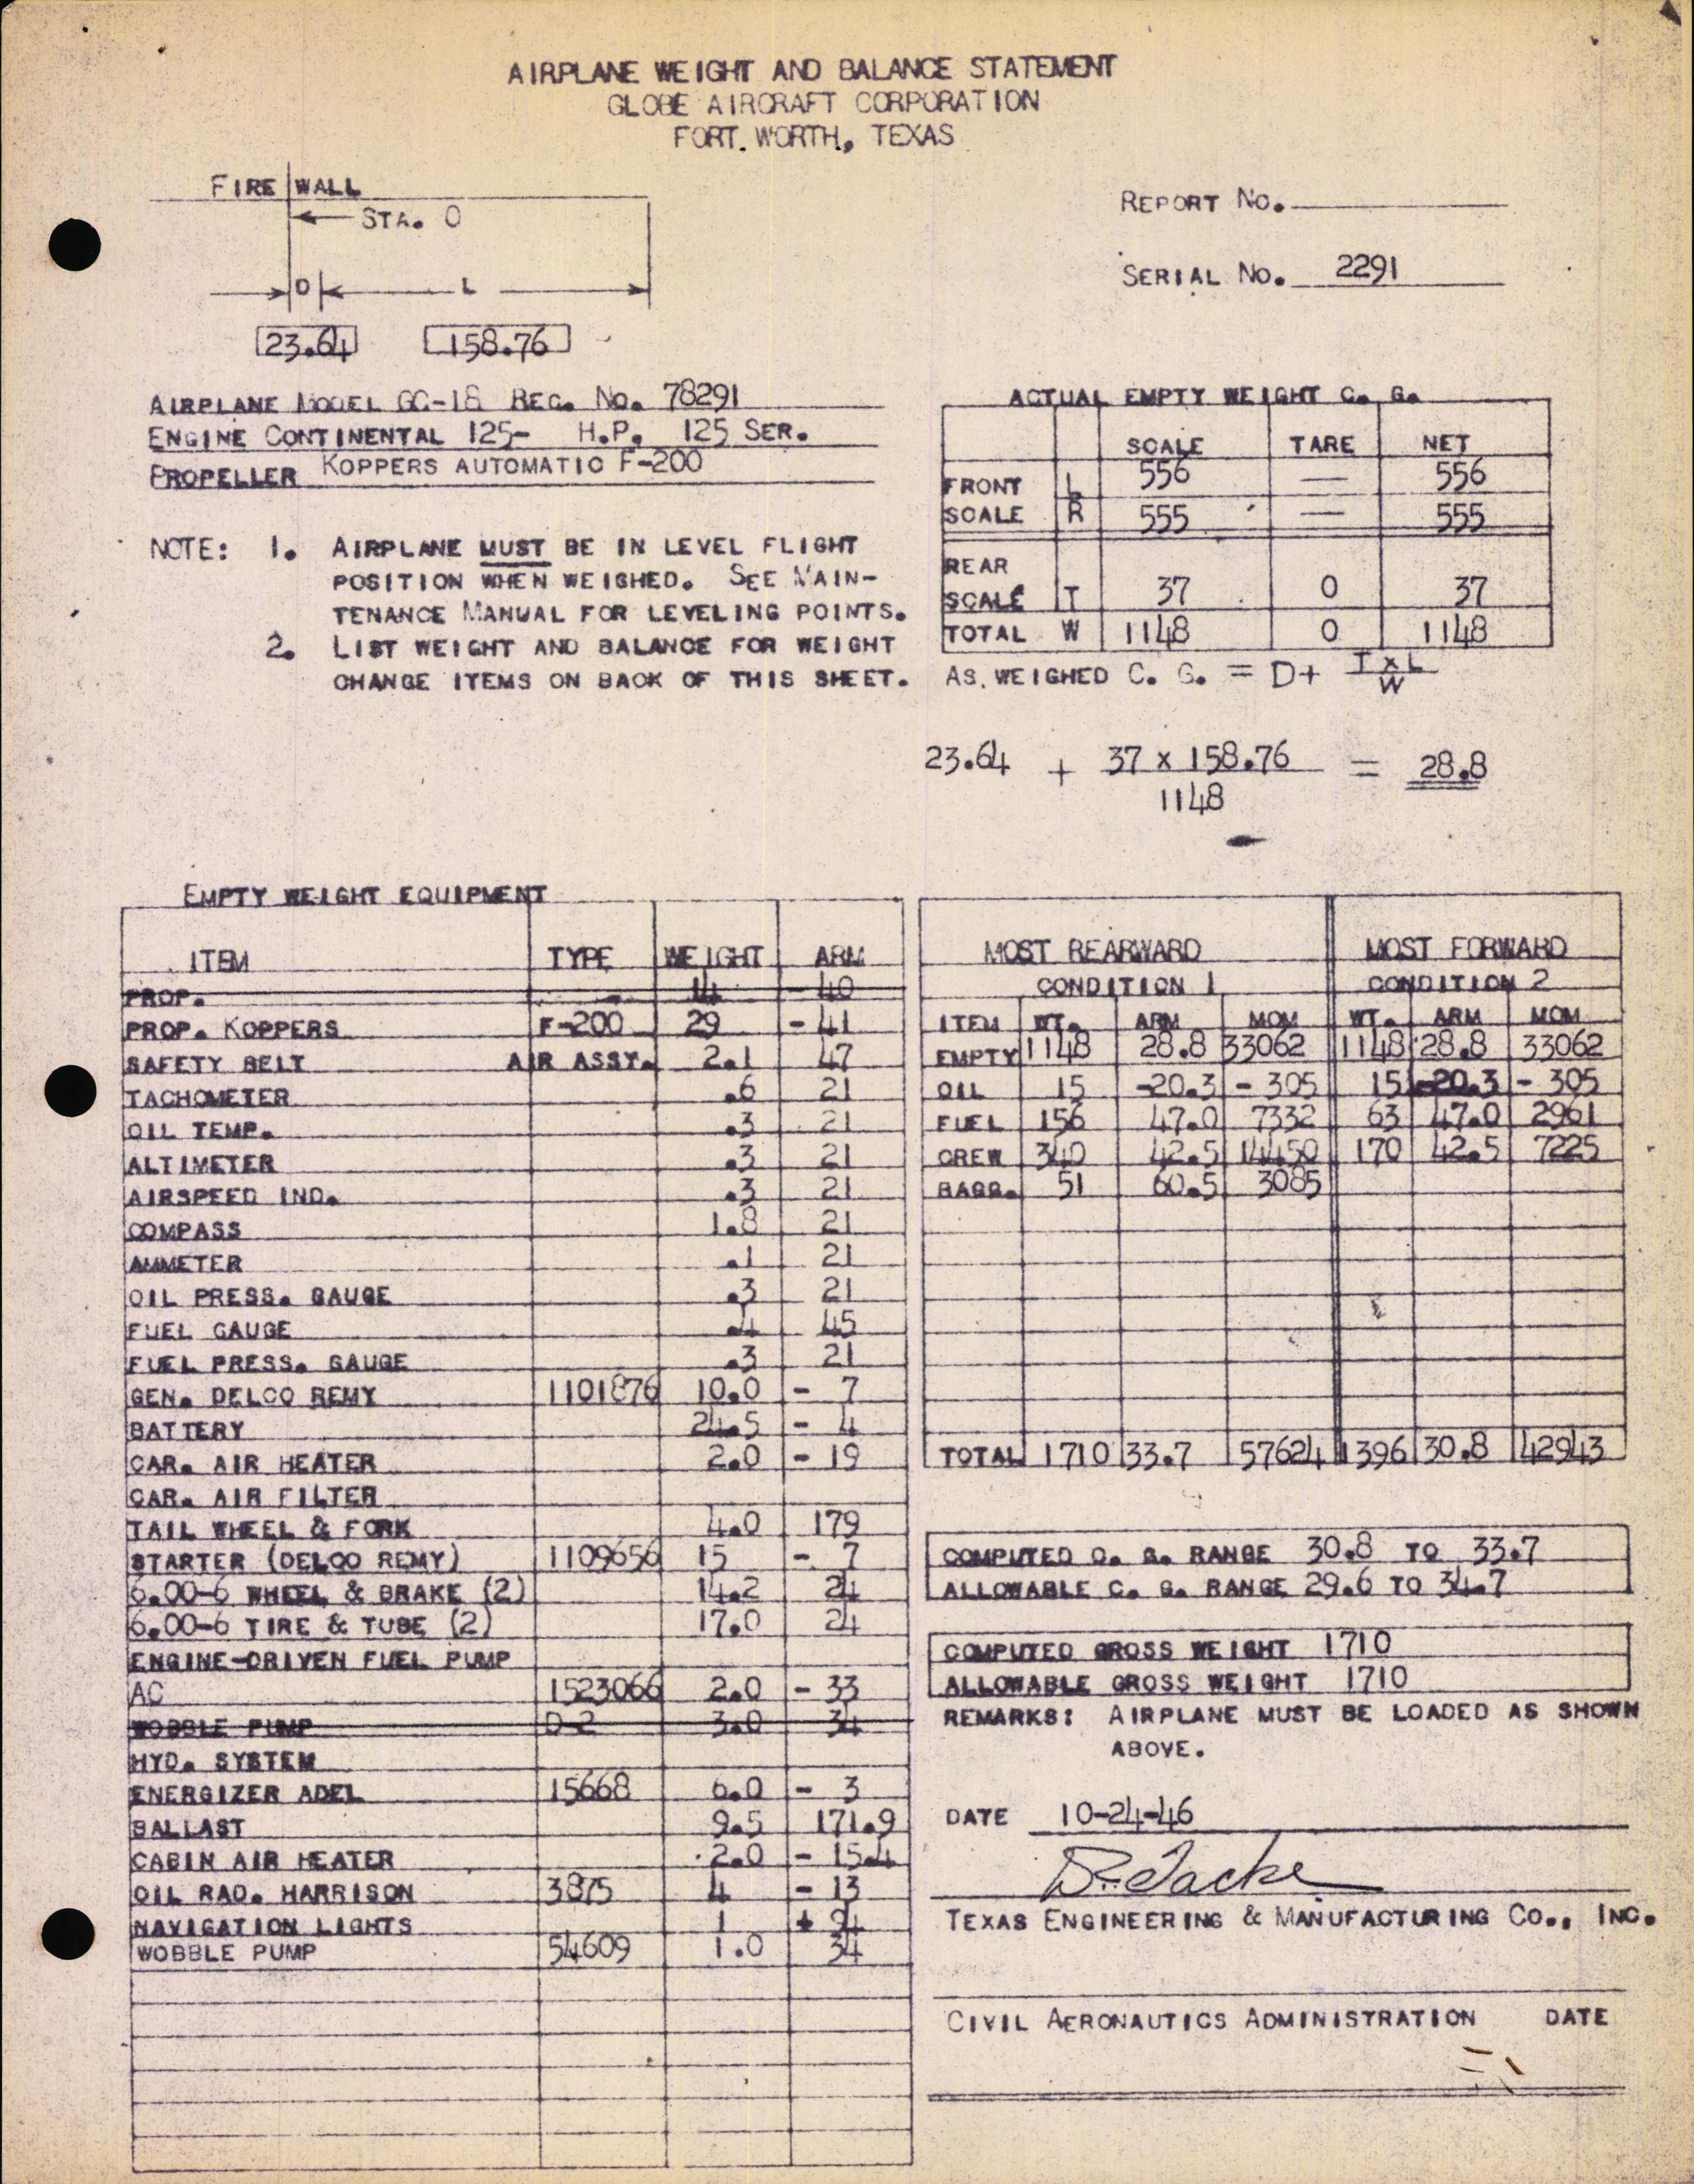 AIRPLANE WEIGHT AND BALANCE STATEMENT
GLOBE AIRCRAFT CORPORATION
FORT WORTH, TEXAS
FIRE WALL
STA. 0
D L
23.64 158.76
REPORT NO.
SERIAL NO. 2291
AIRPLANE MODEL GC-1B REG. NO. 78291
ENGINE CONTINENTAL 125- H.P. 125 SER.
PROPELLER KOPPERS AUTOMATIC F-200
NOTE: 1. AIRPLANE MUST BE IN LEVEL FLIGHT
POSITION WHEN WEIGHED. SEE MAIN-
TENANCE MANUAL FOR LEVELING POINTS.
2. LIST WEIGHT AND BALANCE FOR WEIGHT
CHANGE ITEMS ON BACK OF THIS SHEET.
ACTUAL EMPTY WEIGHT C. G.
SCALE TARE NET
FRONT L 556 — 556
SCALE R 555 — 555
REAR
SCALE T 37 0 37
TOTAL W 1148 0 1148
AS WEIGHED C. G. = D+ T x L
W
23.64 + 37 x 158.76 = 28.8
1148
EMPTY WEIGHT EQUIPMENT
ITEM TYPE WEIGHT ARM
PROP. 14 -40
PROP. KOPPERS F-200 29 -41
SAFETY BELT AIR ASSY. 2.1 47
TACHOMETER .6 21
OIL TEMP. .3 21
ALTIMETER .3 21
AIRSPEED IND. .3 21
COMPASS 1.8 21
AMMETER .1 21
OIL PRESS. GAUGE .3 21
FUEL GAUGE .4 45
FUEL PRESS. GAUGE .3 21
GEN. DELCO REMY 1101876 10.0 - 7
BATTERY 24.5 - 4
CAR. AIR HEATER 2.0 - 19
CAR. AIR FILTER
TAIL WHEEL & FORK 4.0 179
STARTER (DELCO REMY) 1109656 15 - 7
6.00-6 WHEEL & BRAKE (2) 14.2 24
6.00-6 TIRE & TUBE (2) 17.0 24
ENGINE-DRIVEN FUEL PUMP
AC 1523066 2.0 - 33
WOBBLE PUMP D-2 3.0 34
HYD. SYSTEM
ENERGIZER ADEL 15668 6.0 - 3
BALLAST 9.5 171.9
CABIN AIR HEATER 2.0 - 15.4
OIL RAD. HARRISON 3875 4 - 13
NAVIGATION LIGHTS 1 + 94
WOBBLE PUMP 54609 1.0 34
MOST REARWARD MOST FORWARD
CONDITION 1 CONDITION 2
ITEM WT. ARM MOM WT. ARM MOM
EMPTY 1148 28.8 33062 1148 28.8 33062
OIL 15 -20.3 - 305 15 -20.3 - 305
FUEL 156 47.0 7332 63 47.0 2961
CREW 340 42.5 14450 170 42.5 7225
BAGG. 51 60.5 3085
TOTAL 1710 33.7 57624 1396 30.8 42943
COMPUTED C. G. RANGE 30.8 TO 33.7
ALLOWABLE C. G. RANGE 29.6 TO 34.7
COMPUTED GROSS WEIGHT 1710
ALLOWABLE GROSS WEIGHT 1710
REMARKS: AIRPLANE MUST BE LOADED AS SHOWN
ABOVE.
DATE 10-24-46
TEXAS ENGINEERING & MANUFACTURING CO., INC.
CIVIL AERONAUTICS ADMINISTRATION DATE